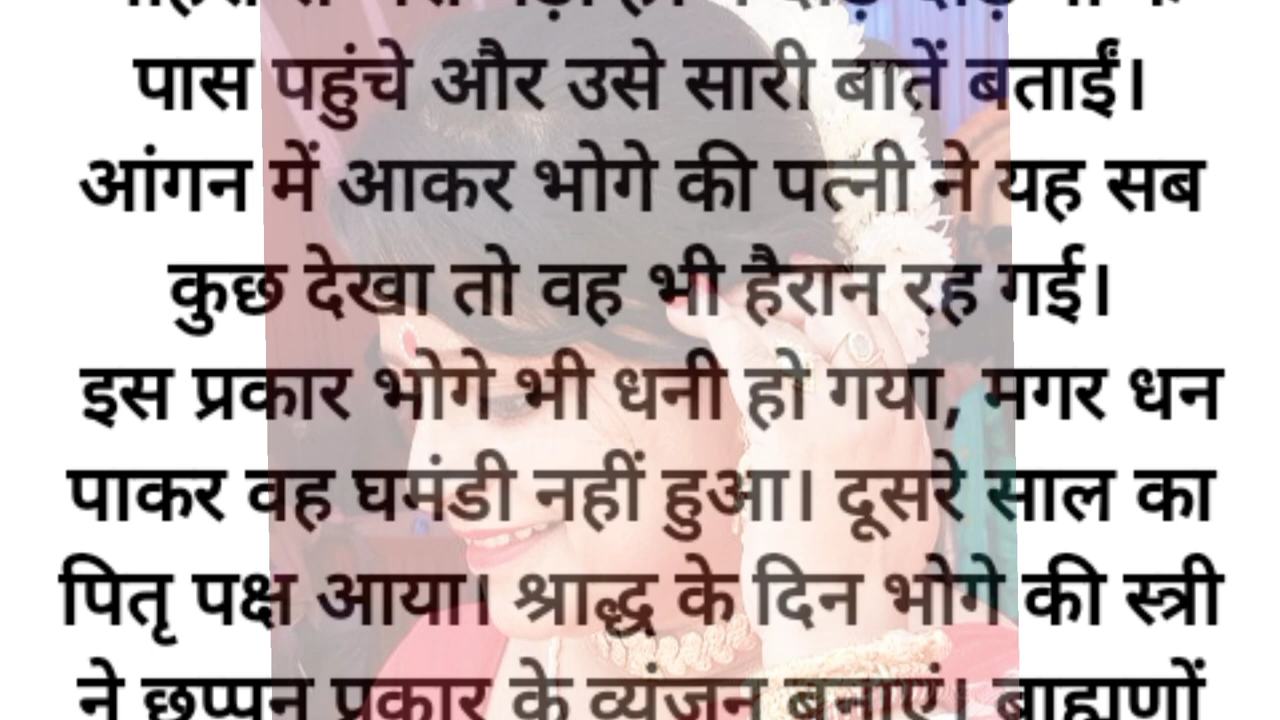 पास पहुंचे और उसे सारी बातें बताईं।
आंगन में आकर भोगे की पत्नी ने यह सब
कुछ देखा तो वह भी हैरान रह गई।
इस प्रकार भोगे भी धनी हो गया, मगर धन
पाकर वह घमंडी नहीं हुआ। दूसरे साल का
पितृ पक्ष आया। श्राद्ध के दिन भोगे की स्त्री
ने छप्पन प्रकार के व्यंजन बनाएं। ब्राह्मणों